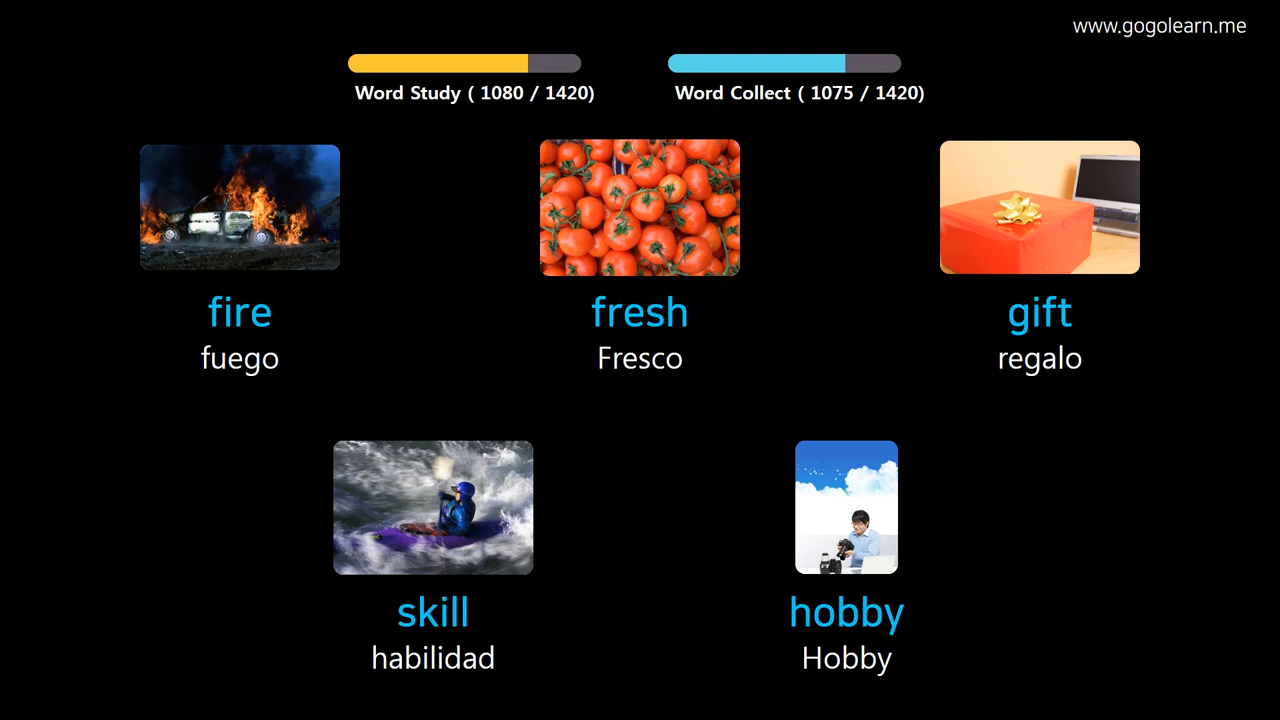 www.gogolearn.me
Word Study ( 1080 / 1420)
Word Collect ( 1075 / 1420)
fire
fuego
fresh
Fresco
gift
regalo
skill
habilidad
hobby
Hobby